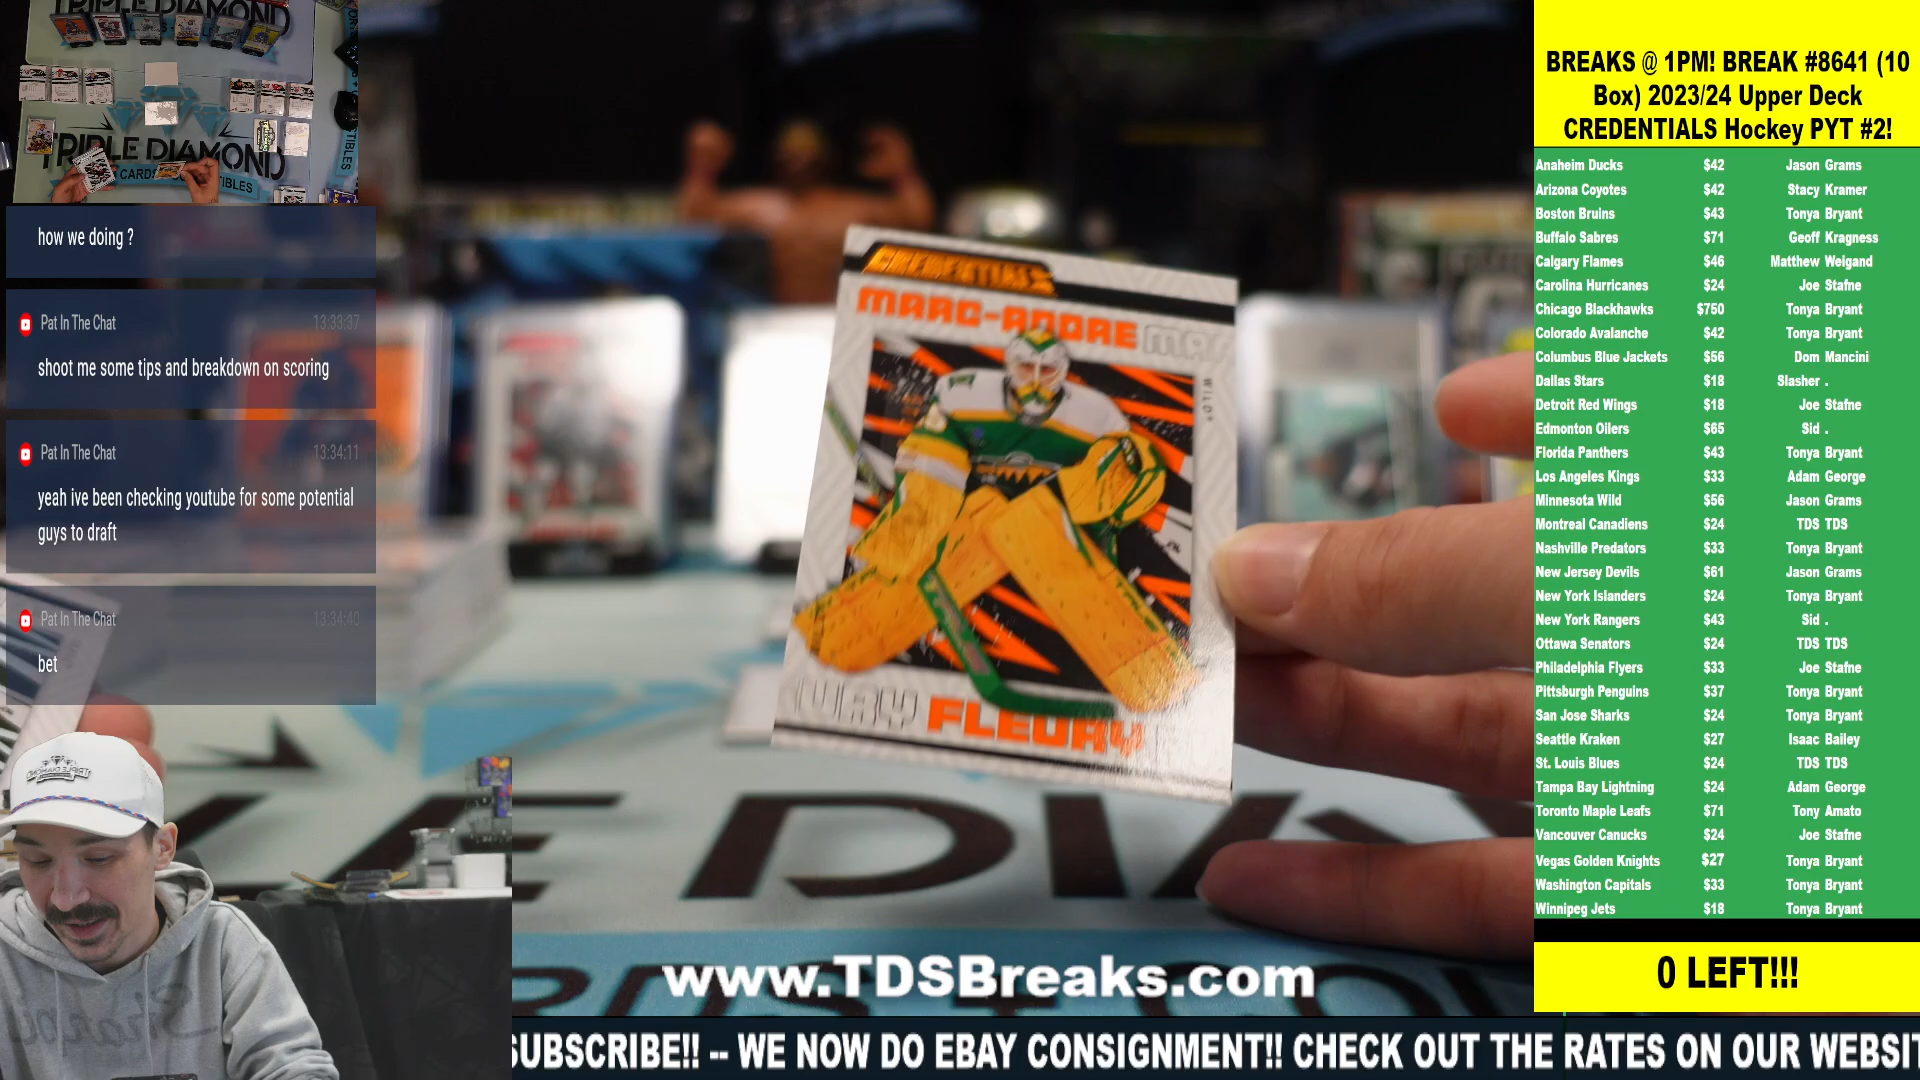 TRIPLE DIAMOND
TRIPLE DIAMOND
CARDS
how we doing ?
Pat In The Chat 13:33:37
shoot me some tips and breakdown on scoring
Pat In The Chat 13:34:11
yeah ive been checking youtube for some potential
guys to draft
Pat In The Chat 13:34:40
bet
CREDENTIALS
MARC-ANDRE
WILD
FLEURY
www.TDSBreaks.com
SUBSCRIBE!! -- WE NOW DO EBAY CONSIGNMENT!! CHECK OUT THE RATES ON OUR WEBSIT
BREAKS @ 1PM! BREAK #8641 (10
Box) 2023/24 Upper Deck
CREDENTIALS Hockey PYT #2!
Anaheim Ducks $42 Jason Grams
Arizona Coyotes $42 Stacy Kramer
Boston Bruins $43 Tonya Bryant
Buffalo Sabres $71 Geoff Kragness
Calgary Flames $46 Matthew Weigand
Carolina Hurricanes $24 Joe Stafne
Chicago Blackhawks $750 Tonya Bryant
Colorado Avalanche $42 Tonya Bryant
Columbus Blue Jackets $56 Dom Mancini
Dallas Stars $18 Slasher .
Detroit Red Wings $18 Joe Stafne
Edmonton Oilers $65 Sid .
Florida Panthers $43 Tonya Bryant
Los Angeles Kings $33 Adam George
Minnesota Wild $56 Jason Grams
Montreal Canadiens $24 TDS TDS
Nashville Predators $33 Tonya Bryant
New Jersey Devils $61 Jason Grams
New York Islanders $24 Tonya Bryant
New York Rangers $43 Sid .
Ottawa Senators $24 TDS TDS
Philadelphia Flyers $33 Joe Stafne
Pittsburgh Penguins $37 Tonya Bryant
San Jose Sharks $24 Tonya Bryant
Seattle Kraken $27 Isaac Bailey
St. Louis Blues $24 TDS TDS
Tampa Bay Lightning $24 Adam George
Toronto Maple Leafs $71 Tony Amato
Vancouver Canucks $24 Joe Stafne
Vegas Golden Knights $27 Tonya Bryant
Washington Capitals $33 Tonya Bryant
Winnipeg Jets $18 Tonya Bryant
0 LEFT!!!